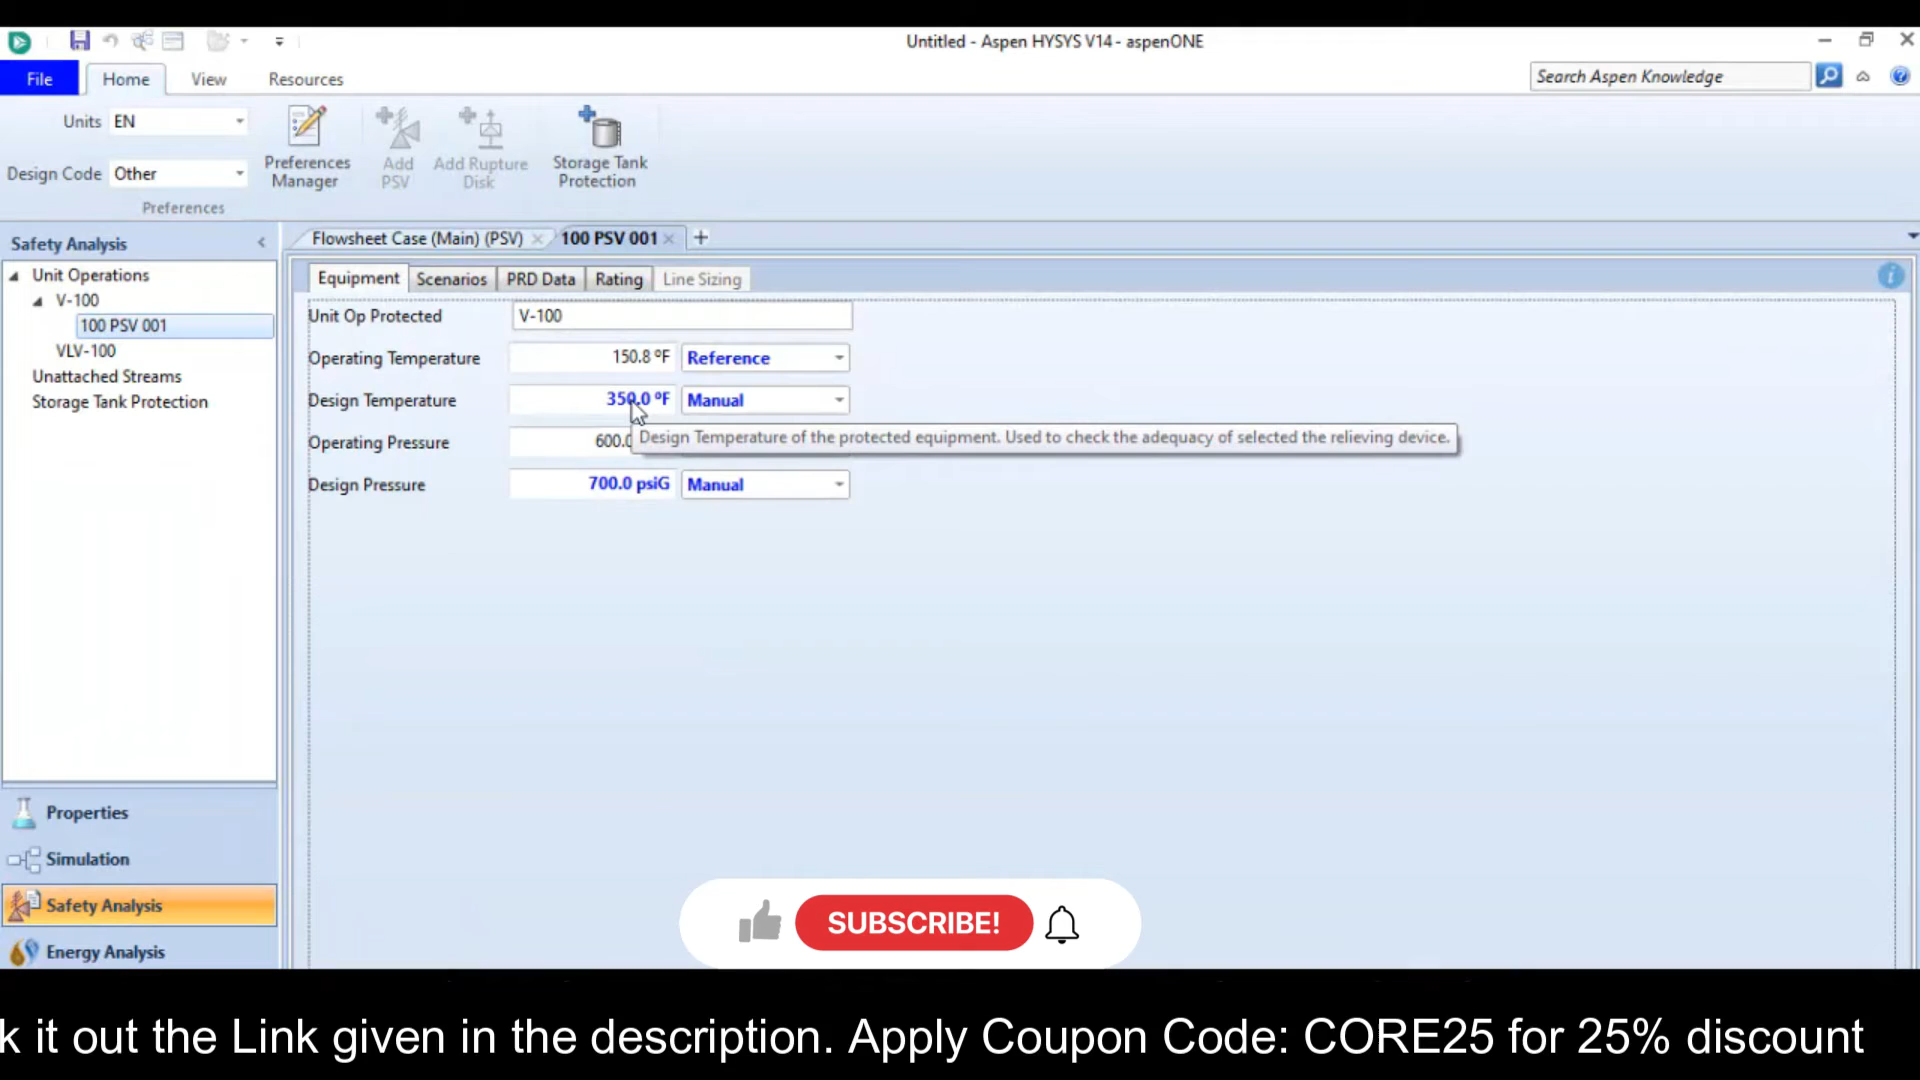 Untitled - Aspen HYSYS V14 - aspenONE
File
Home
View
Resources
Search Aspen Knowledge
Units EN
Design Code Other
Preferences Manager
Add PSV
Add Rupture Disk
Storage Tank Protection
Preferences
Safety Analysis
Flowsheet Case (Main) (PSV)
100 PSV 001
Unit Operations
V-100
100 PSV 001
VLV-100
Unattached Streams
Storage Tank Protection
Equipment
Scenarios
PRD Data
Rating
Line Sizing
Unit Op Protected V-100
Operating Temperature 150.8 ºF Reference
Design Temperature 350.0 ºF Manual
Operating Pressure 600.0
Design Temperature of the protected equipment. Used to check the adequacy of selected the relieving device.
Design Pressure 700.0 psiG Manual
Properties
Simulation
Safety Analysis
Energy Analysis
SUBSCRIBE!
k it out the Link given in the description. Apply Coupon Code: CORE25 for 25% discount